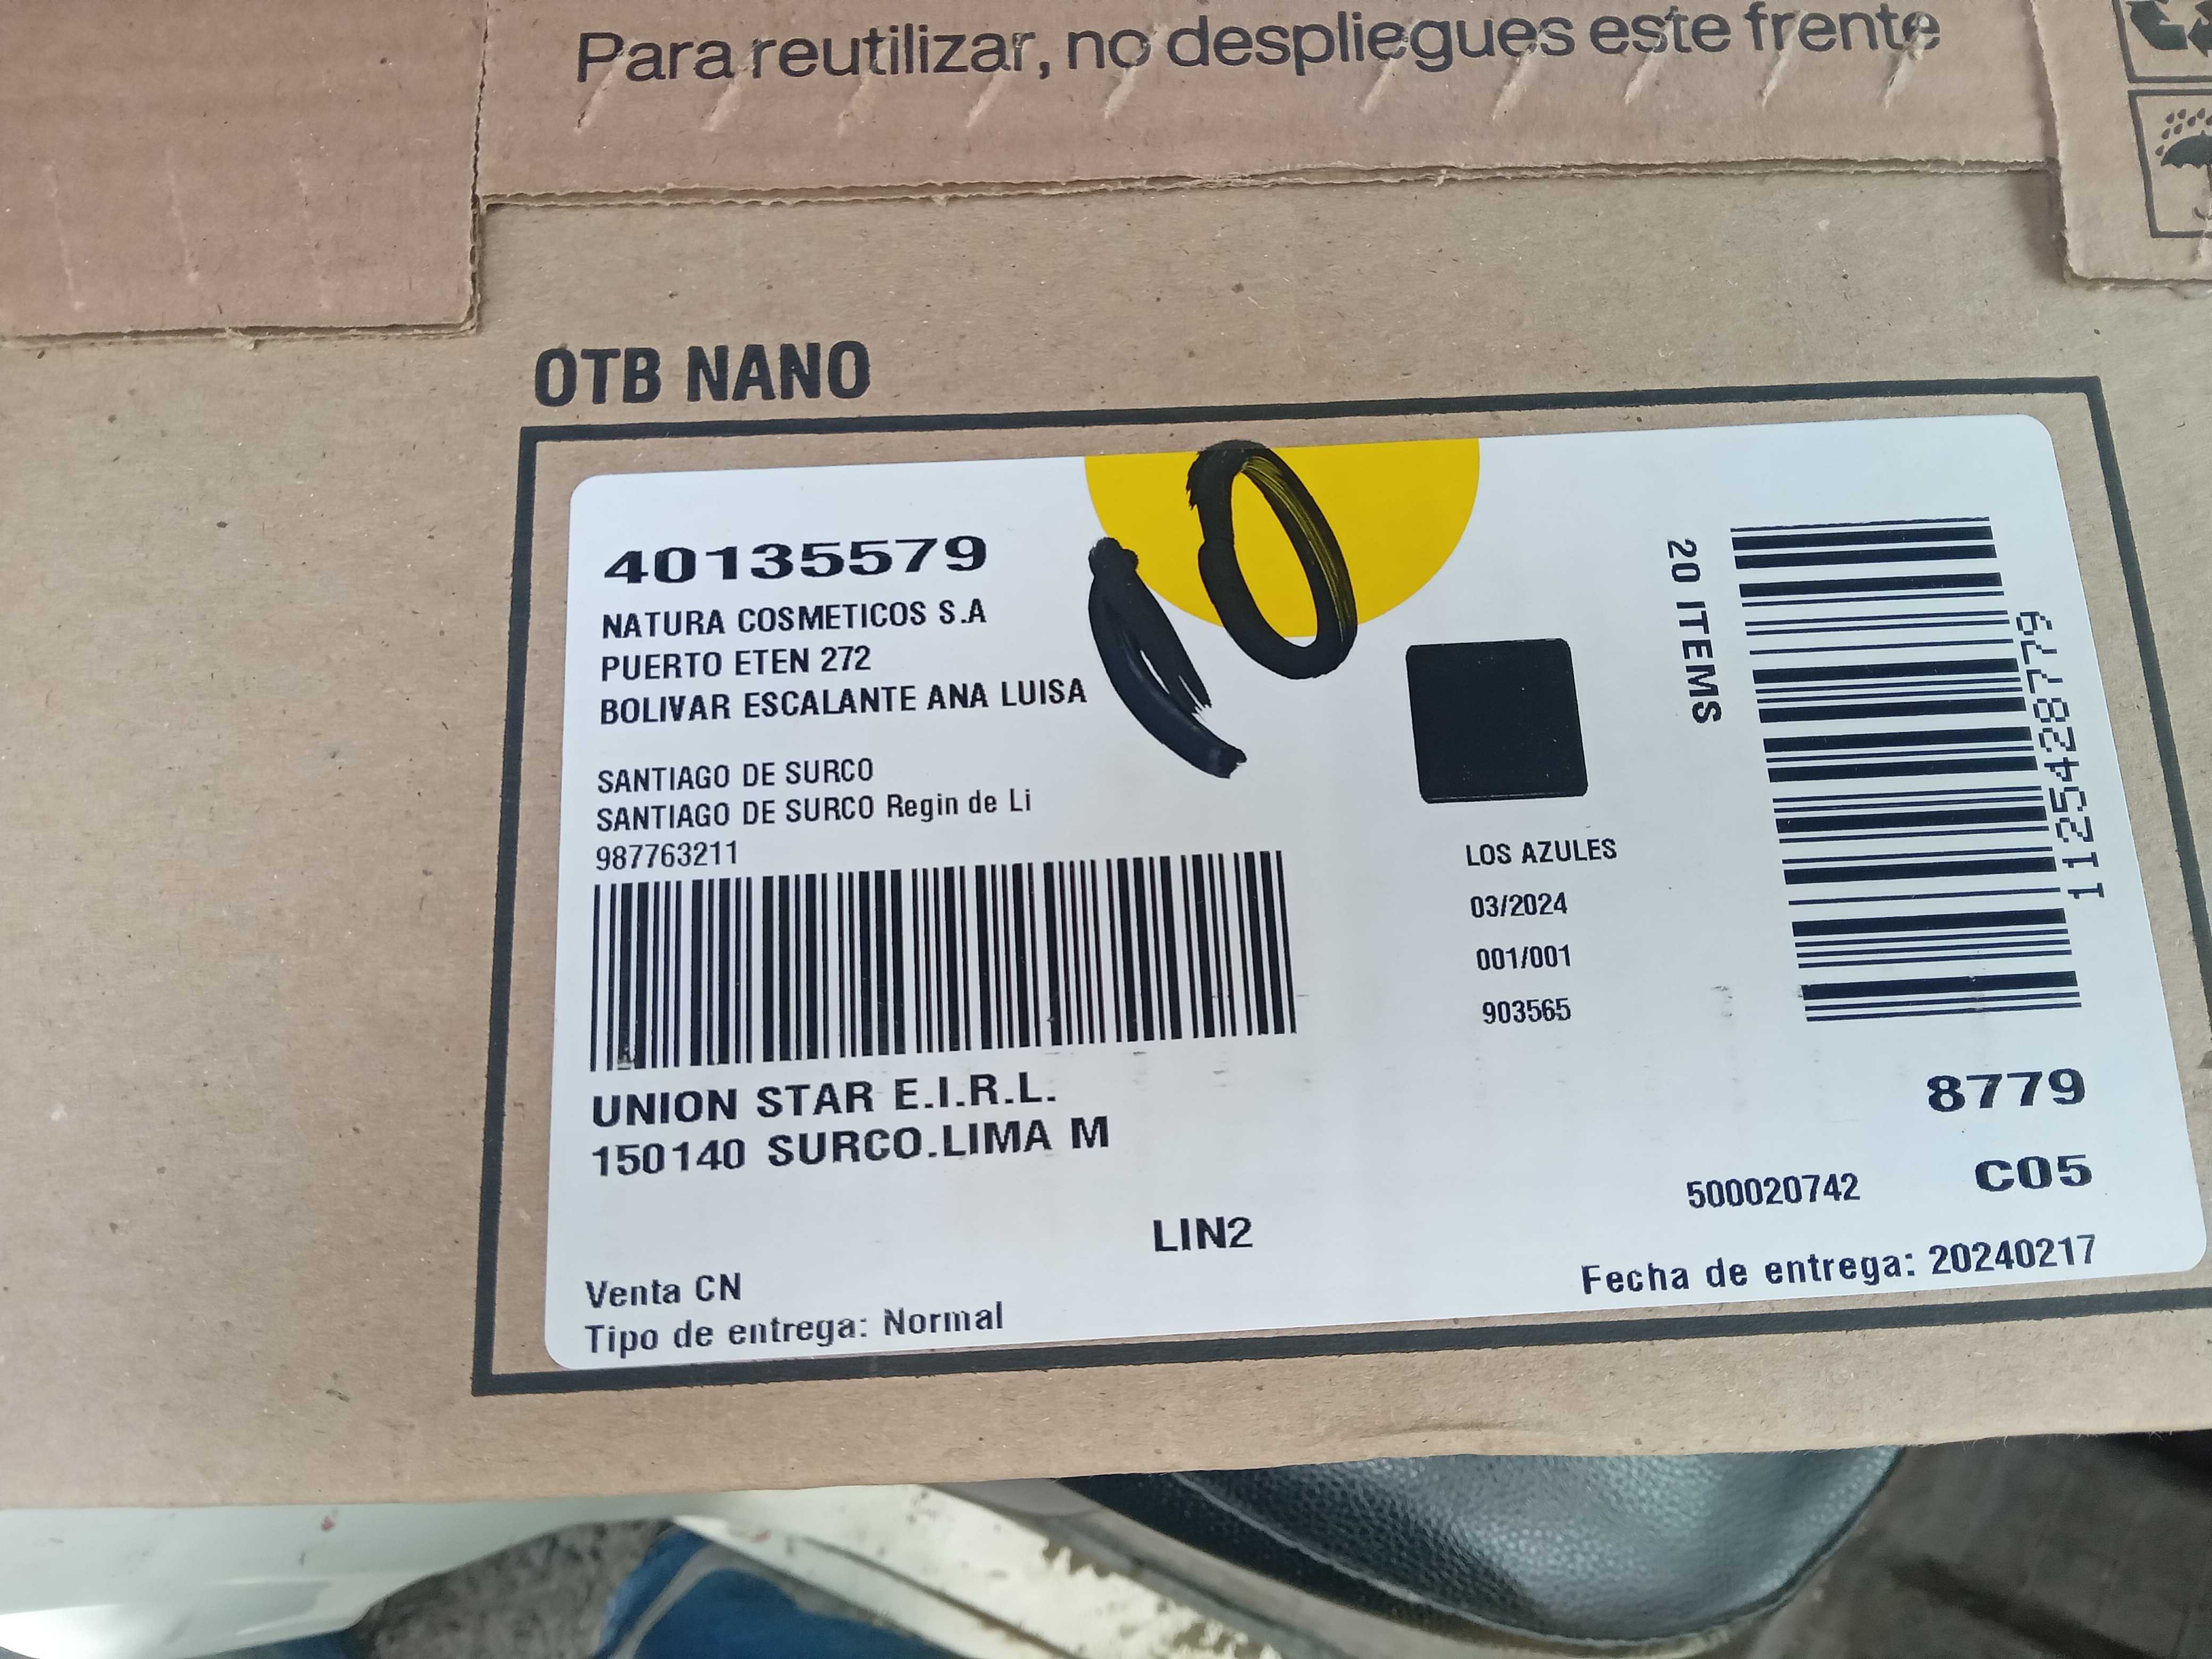 Para reutilizar, no despliegues este frente
OTB NANO
10
40135579
NATURA COSMETICOS S.A
PUERTO ETEN 272
BOLIVAR ESCALANTE ANA LUISA
SANTIAGO DE SURCO
SANTIAGO DE SURCO Regin de Li
987763211
UNION STAR E.I.R.L.
150140 SURCO.LIMA M
LIN2
Venta CN
Tipo de entrega: Normal
LOS AZULES
03/2024
001/001
903565
20 ITEMS
1125428779
8779
C05
500020742
Fecha de entrega: 20240217